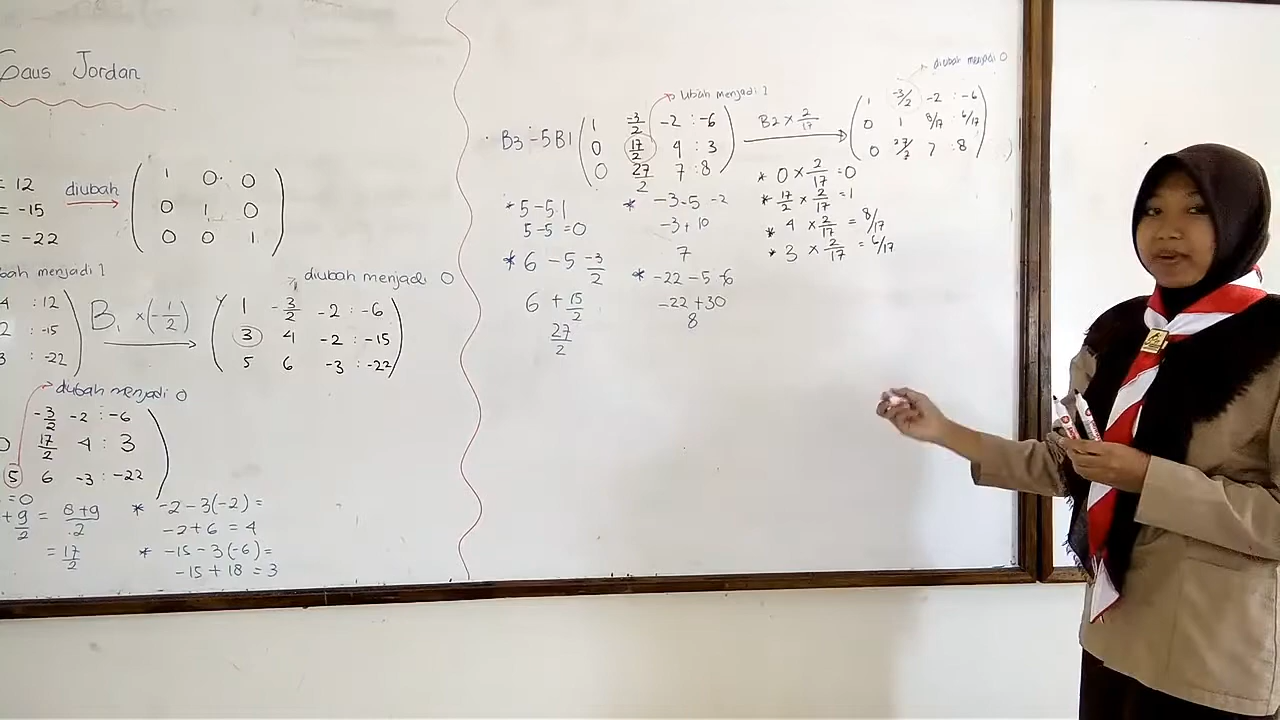 Gaus Jordan
= 12
= -15
= -22
diubah
1 0 0
0 1 0
0 0 1
bah menjadi 1
4 : 12
2 : -15
3 : -22
B₁ × (-1/2)
diubah menjadi 0
1 -3/2 -2 : -6
3 4 -2 : -15
5 6 -3 : -22
diubah menjadi 0
-3/2 -2 : -6
0 17/2 4 : 3
5 6 -3 : -22
= 0
+ 9/2 = 8+9/2
= 17/2
* -2 - 3(-2) =
-2 + 6 = 4
* -15 - 3(-6) =
-15 + 18 = 3
B3 - 5B1
Ubah menjadi 1
1 -3/2 -2 : -6
0 17/2 4 : 3
0 27/2 7 : 8
* 5 - 5.1
5 - 5 = 0
* 6 - 5 -3/2
6 + 15/2
27/2
* -3 - 5 -2
-3 + 10
7
* -22 - 5 -6
-22 + 30
8
B2 × 2/17
diubah menjadi 0
1 -3/2 -2 : -6
0 1 8/17 : 6/17
0 27/2 7 : 8
* 0 × 2/17 = 0
* 17/2 × 2/17 = 1
* 4 × 2/17 = 8/17
* 3 × 2/17 = 6/17